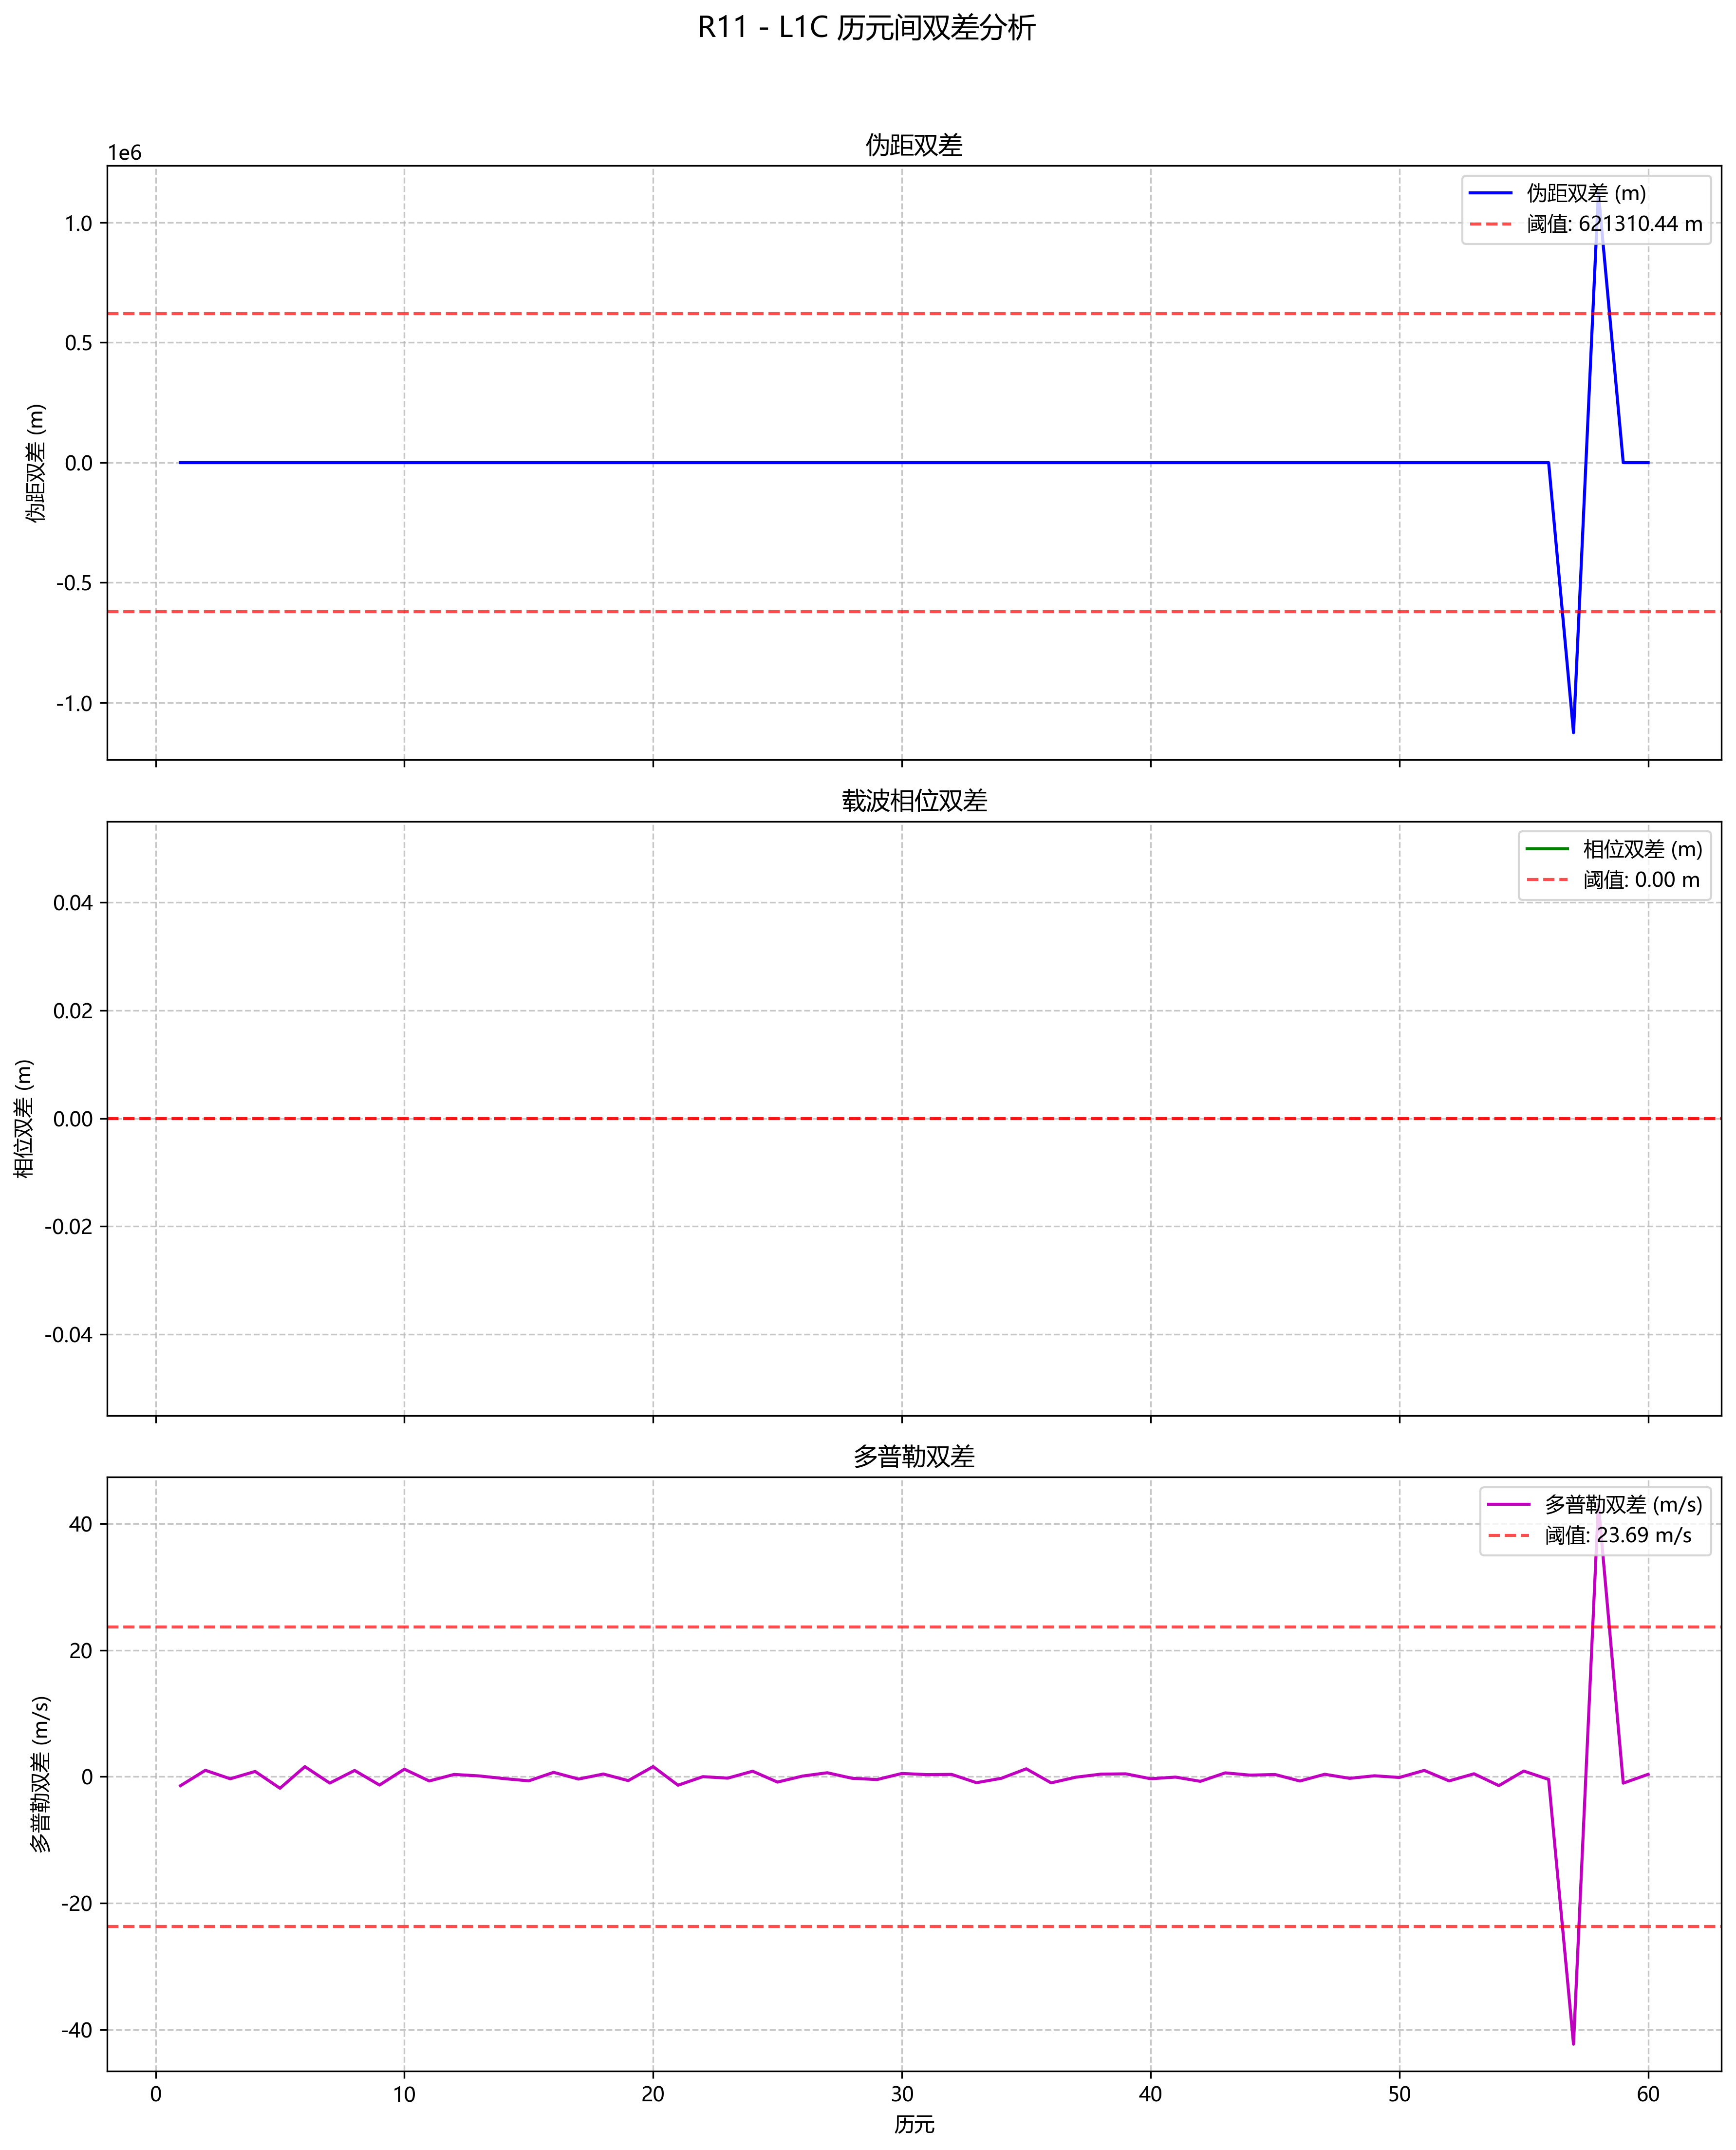 R11 - L1C 历元间双差分析
伪距双差
1e6
伪距双差 (m)
阈值: 621310.44 m
1.0
0.5
0.0
-0.5
-1.0
伪距双差 (m)
载波相位双差
相位双差 (m)
阈值: 0.00 m
0.04
0.02
0.00
-0.02
-0.04
相位双差 (m)
多普勒双差
多普勒双差 (m/s)
阈值: 23.69 m/s
40
20
0
-20
-40
多普勒双差 (m/s)
0 10 20 30 40 50 60
历元